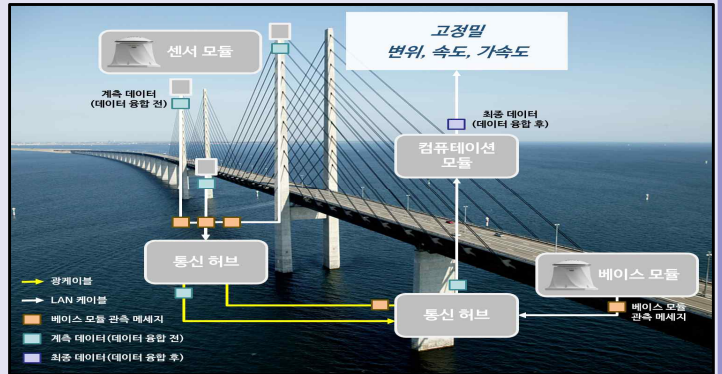 고정밀
변위, 속도, 가속도
센서 모듈
계측 데이터
(데이터 융합 전)
최종 데이터
(데이터 융합 후)
컴퓨테이션
모듈
통신 허브
베이스 모듈
광케이블
LAN 케이블
베이스 모듈 관측 메세지
계측 데이터(데이터 융합 전)
최종 데이터(데이터 융합 후)
통신 허브
베이스 모듈
관측 메세지